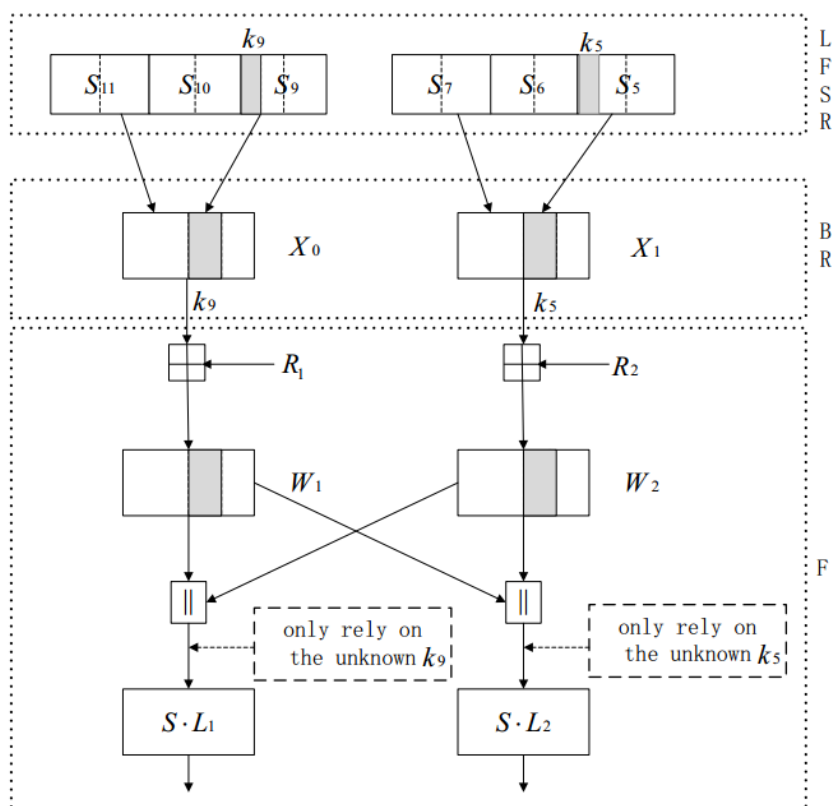 k₉ k₅
S₁₁ S₁₀ S₉ S₇ S₆ S₅
L
F
S
R
X₀ X₁
B
R
k₉ k₅
R₁ R₂
W₁ W₂
F
|| ||
only rely on
the unknown k₉
only rely on
the unknown k₅
S · L₁ S · L₂